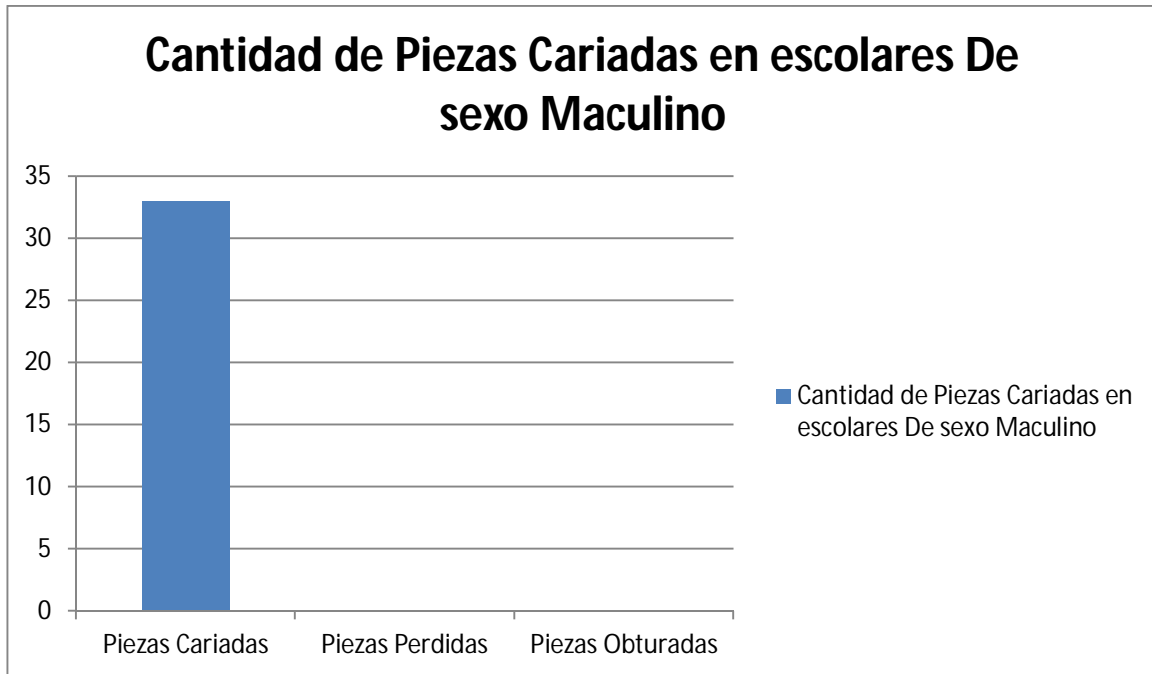 Cantidad de Piezas Cariadas en escolares De
sexo Maculino
35
30
25
20
15
10
5
0
Piezas Cariadas
Piezas Perdidas
Piezas Obturadas
Cantidad de Piezas Cariadas en
escolares De sexo Maculino